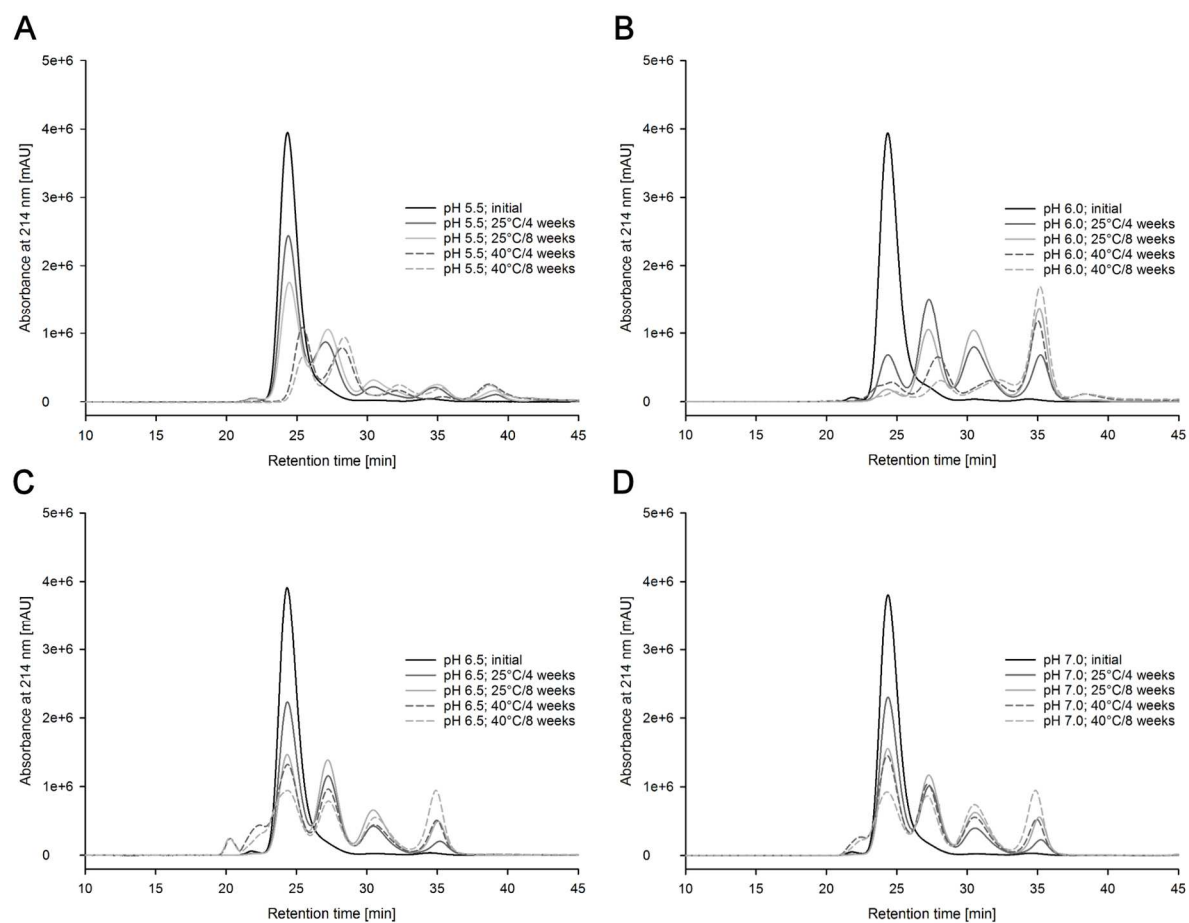 A
5e+6
4e+6
3e+6
2e+6
1e+6
0
Absorbance at 214 nm [mAU]
pH 5.5; initial
pH 5.5; 25°C/4 weeks
pH 5.5; 25°C/8 weeks
pH 5.5; 40°C/4 weeks
pH 5.5; 40°C/8 weeks
10 15 20 25 30 35 40 45
Retention time [min]
B
5e+6
4e+6
3e+6
2e+6
1e+6
0
Absorbance at 214 nm [mAU]
pH 6.0; initial
pH 6.0; 25°C/4 weeks
pH 6.0; 25°C/8 weeks
pH 6.0; 40°C/4 weeks
pH 6.0; 40°C/8 weeks
10 15 20 25 30 35 40 45
Retention time [min]
C
5e+6
4e+6
3e+6
2e+6
1e+6
0
Absorbance at 214 nm [mAU]
pH 6.5; initial
pH 6.5; 25°C/4 weeks
pH 6.5; 25°C/8 weeks
pH 6.5; 40°C/4 weeks
pH 6.5; 40°C/8 weeks
10 15 20 25 30 35 40 45
Retention time [min]
D
5e+6
4e+6
3e+6
2e+6
1e+6
0
Absorbance at 214 nm [mAU]
pH 7.0; initial
pH 7.0; 25°C/4 weeks
pH 7.0; 25°C/8 weeks
pH 7.0; 40°C/4 weeks
pH 7.0; 40°C/8 weeks
10 15 20 25 30 35 40 45
Retention time [min]